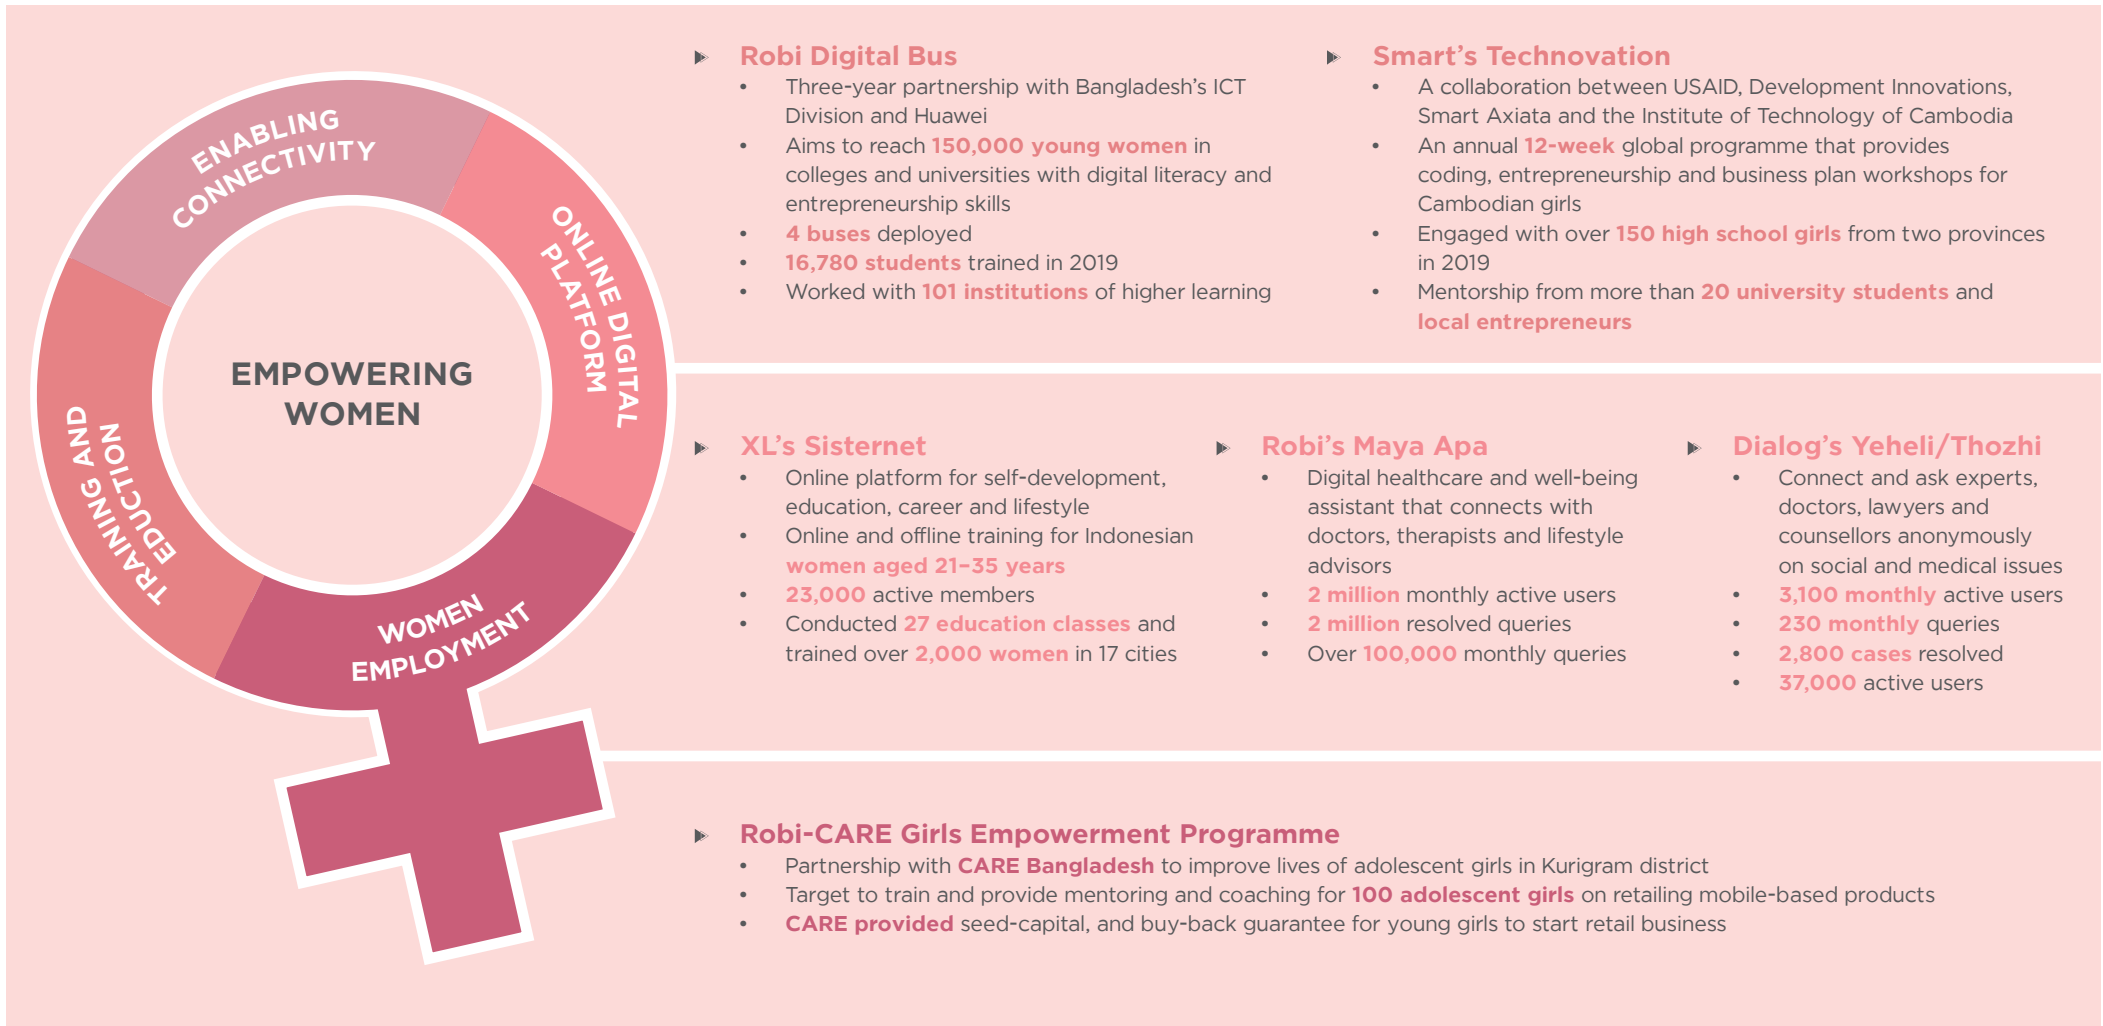 ENABLING
CONNECTIVITY
ONLINE DIGITAL
PLATFORM
TRAINING AND
EDUCTION
WOMEN
EMPLOYMENT
EMPOWERING
WOMEN
Robi Digital Bus
• Three-year partnership with Bangladesh's ICT
Division and Huawei
• Aims to reach 150,000 young women in
colleges and universities with digital literacy and
entrepreneurship skills
• 4 buses deployed
• 16,780 students trained in 2019
• Worked with 101 institutions of higher learning
Smart's Technovation
• A collaboration between USAID, Development Innovations,
Smart Axiata and the Institute of Technology of Cambodia
• An annual 12-week global programme that provides
coding, entrepreneurship and business plan workshops for
Cambodian girls
• Engaged with over 150 high school girls from two provinces
in 2019
• Mentorship from more than 20 university students and
local entrepreneurs
XL's Sisternet
• Online platform for self-development,
education, career and lifestyle
• Online and offline training for Indonesian
women aged 21–35 years
• 23,000 active members
• Conducted 27 education classes and
trained over 2,000 women in 17 cities
Robi's Maya Apa
• Digital healthcare and well-being
assistant that connects with
doctors, therapists and lifestyle
advisors
• 2 million monthly active users
• 2 million resolved queries
• Over 100,000 monthly queries
Dialog's Yeheli/Thozhi
• Connect and ask experts,
doctors, lawyers and
counsellors anonymously
on social and medical issues
• 3,100 monthly active users
• 230 monthly queries
• 2,800 cases resolved
• 37,000 active users
Robi-CARE Girls Empowerment Programme
• Partnership with CARE Bangladesh to improve lives of adolescent girls in Kurigram district
• Target to train and provide mentoring and coaching for 100 adolescent girls on retailing mobile-based products
• CARE provided seed-capital, and buy-back guarantee for young girls to start retail business